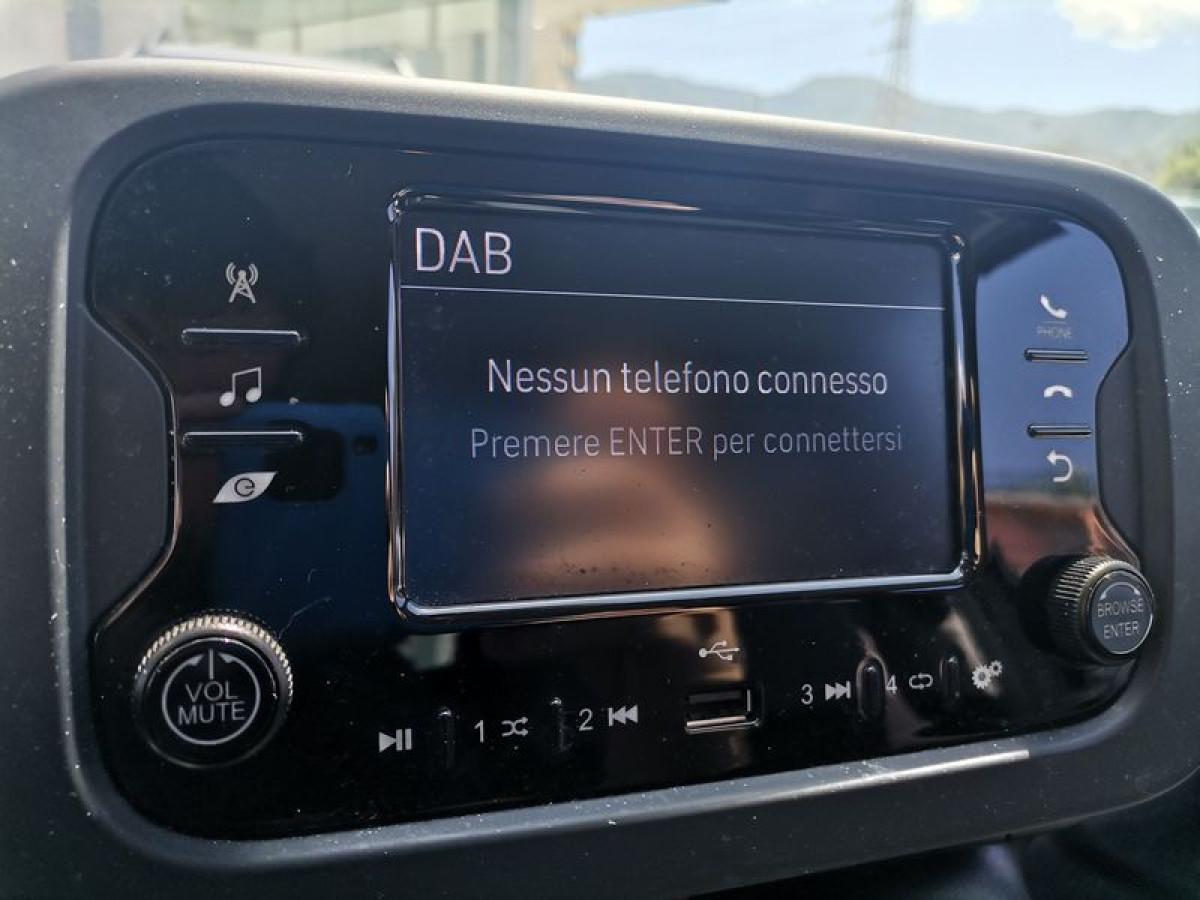 DAB
Nessun telefono connesso
Premere ENTER per connettersi
PHONE
BROWSE
ENTER
VOL
MUTE
1
2
3
4